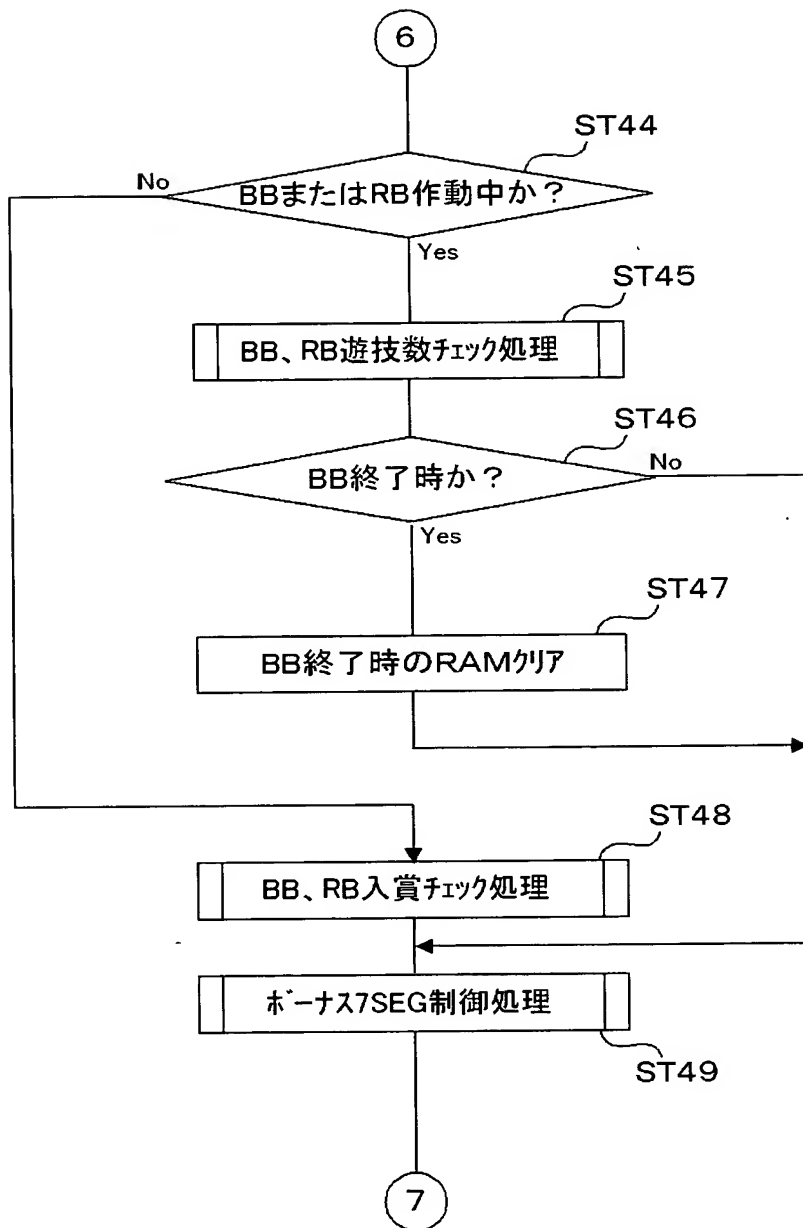 6
ST44
No
BBまたはRB作動中か？
Yes
ST45
BB、RB遊技数チェック処理
ST46
BB終了時か？
No
Yes
ST47
BB終了時のRAMクリア
ST48
BB、RB入賞チェック処理
ボーナス7SEG制御処理
ST49
7